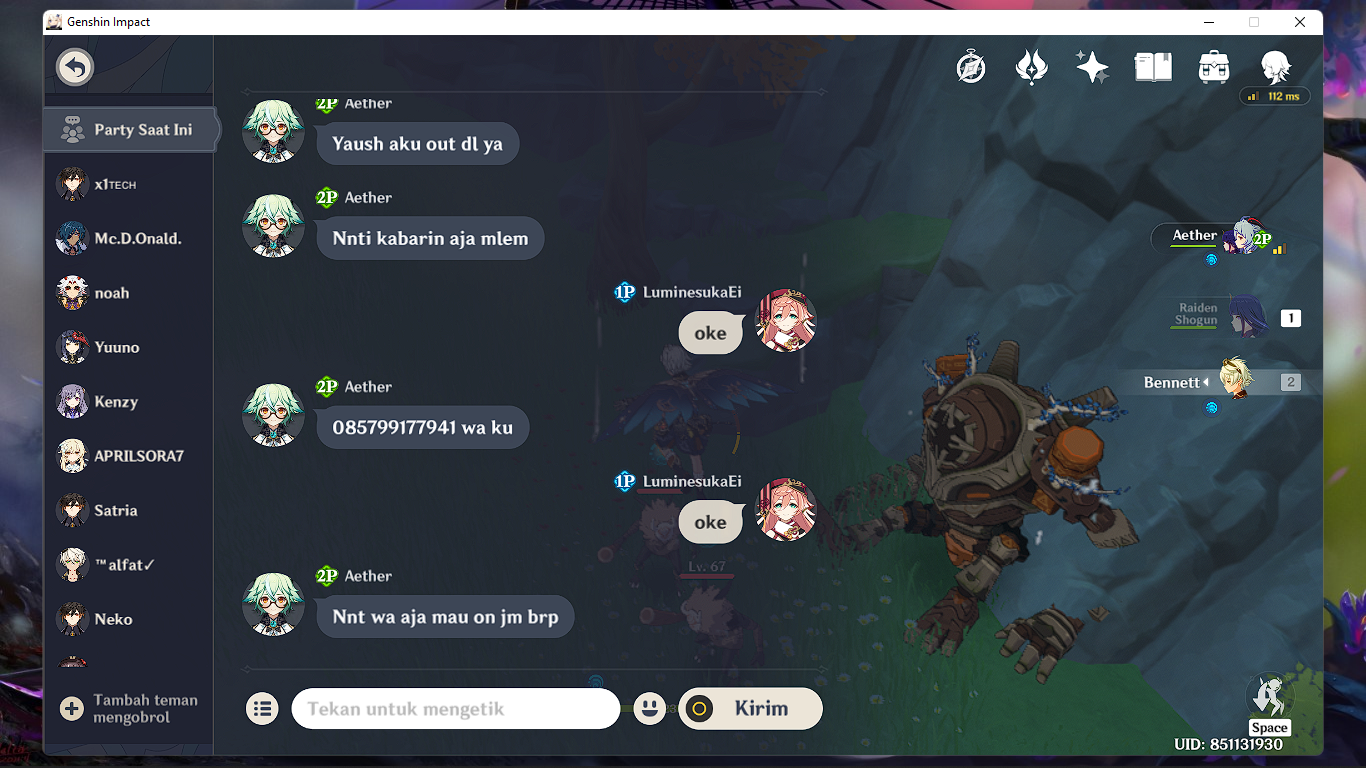 Genshin Impact
112 ms
Party Saat Ini
x1TECH
Mc.D.Onald.
noah
Yuuno
Kenzy
APRILSORA7
Satria
™alfat✓
Neko
Tambah teman
mengobrol
2P Aether
Yaush aku out dl ya
2P Aether
Nnti kabarin aja mlem
1P LuminesukaEi
oke
2P Aether
085799177941 wa ku
1P LuminesukaEi
oke
Lv. 67
2P Aether
Nnt wa aja mau on jm brp
Tekan untuk mengetik
Kirim
Aether 2P
Raiden
Shogun
1
Bennett
2
Space
UID: 851131930